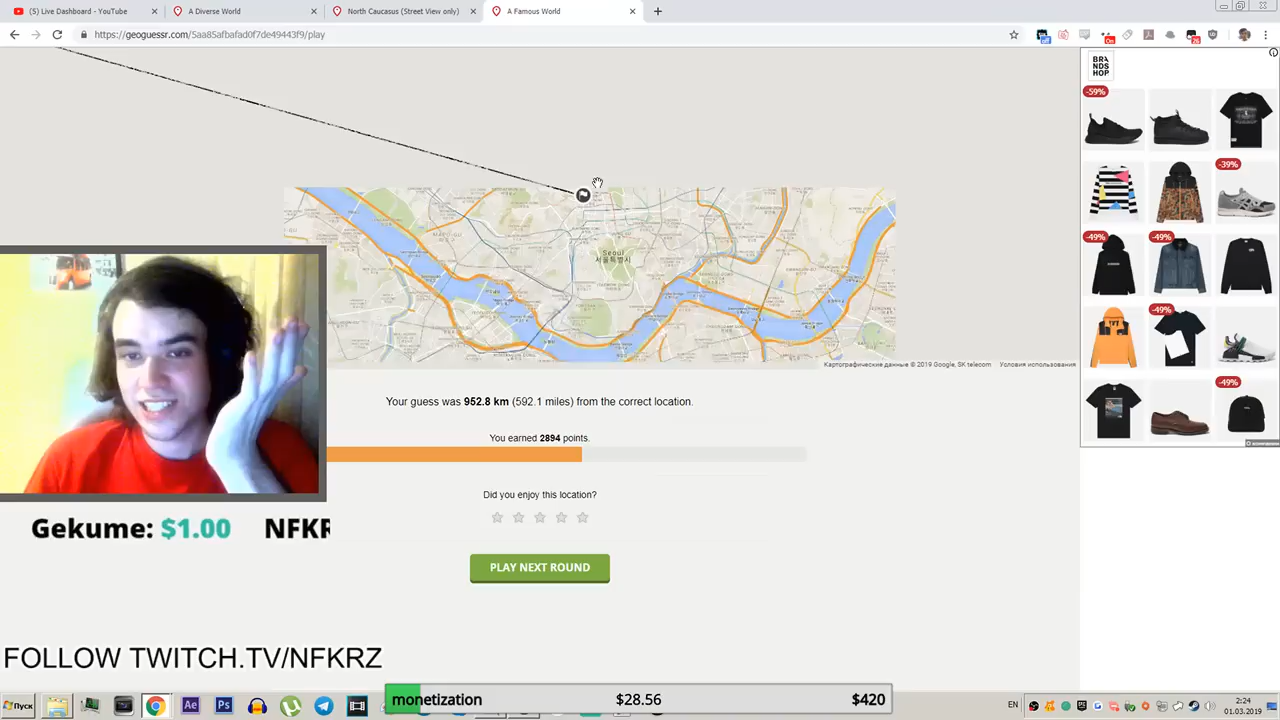 (5) Live Dashboard - YouTube
A Diverse World
North Caucasus (Street View only)
A Famous World
https://geoguessr.com/5aa85afbafad0f7de49443f9/play
BRA
NDS
HOP
-59%
-39%
-49%
-49%
-49%
-49%
Seoul
서울특별시
Картографические данные © 2019 Google, SK telecom
Условия использования
Your guess was 952.8 km (592.1 miles) from the correct location.
You earned 2894 points.
Did you enjoy this location?
PLAY NEXT ROUND
Gekume: $1.00
NFKR
FOLLOW TWITCH.TV/NFKRZ
monetization
$28.56
$420
Пуск
Ae
Ps
EN
2:24
01.03.2019